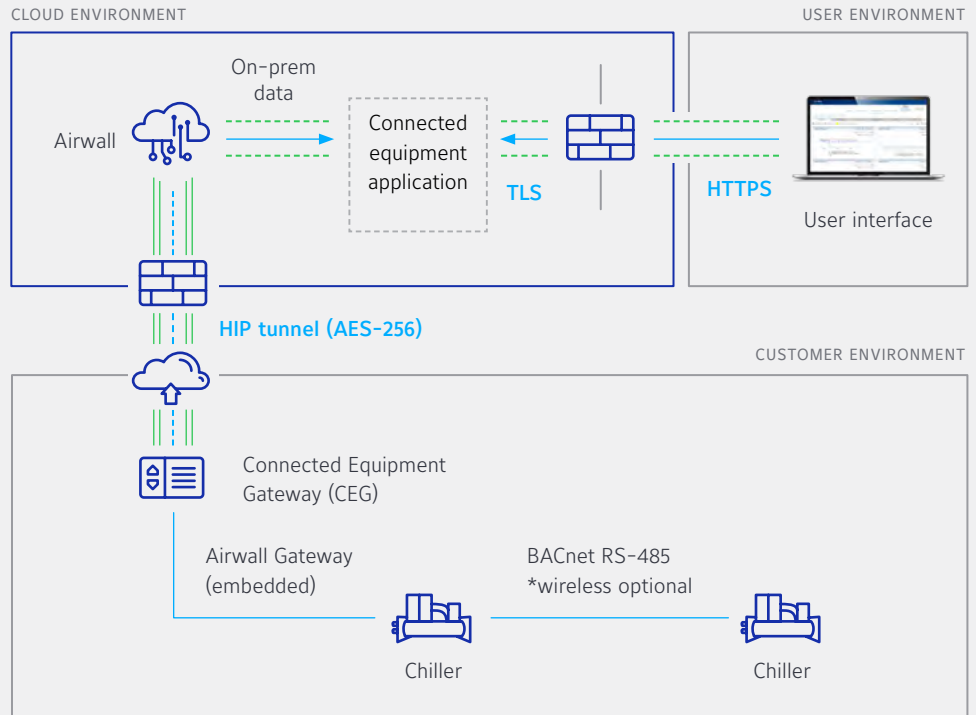 CLOUD ENVIRONMENT
USER ENVIRONMENT
On-prem
data
Airwall
Connected
equipment
application
TLS
HTTPS
User interface
HIP tunnel (AES-256)
CUSTOMER ENVIRONMENT
Connected Equipment
Gateway (CEG)
Airwall Gateway
(embedded)
BACnet RS-485
*wireless optional
Chiller
Chiller